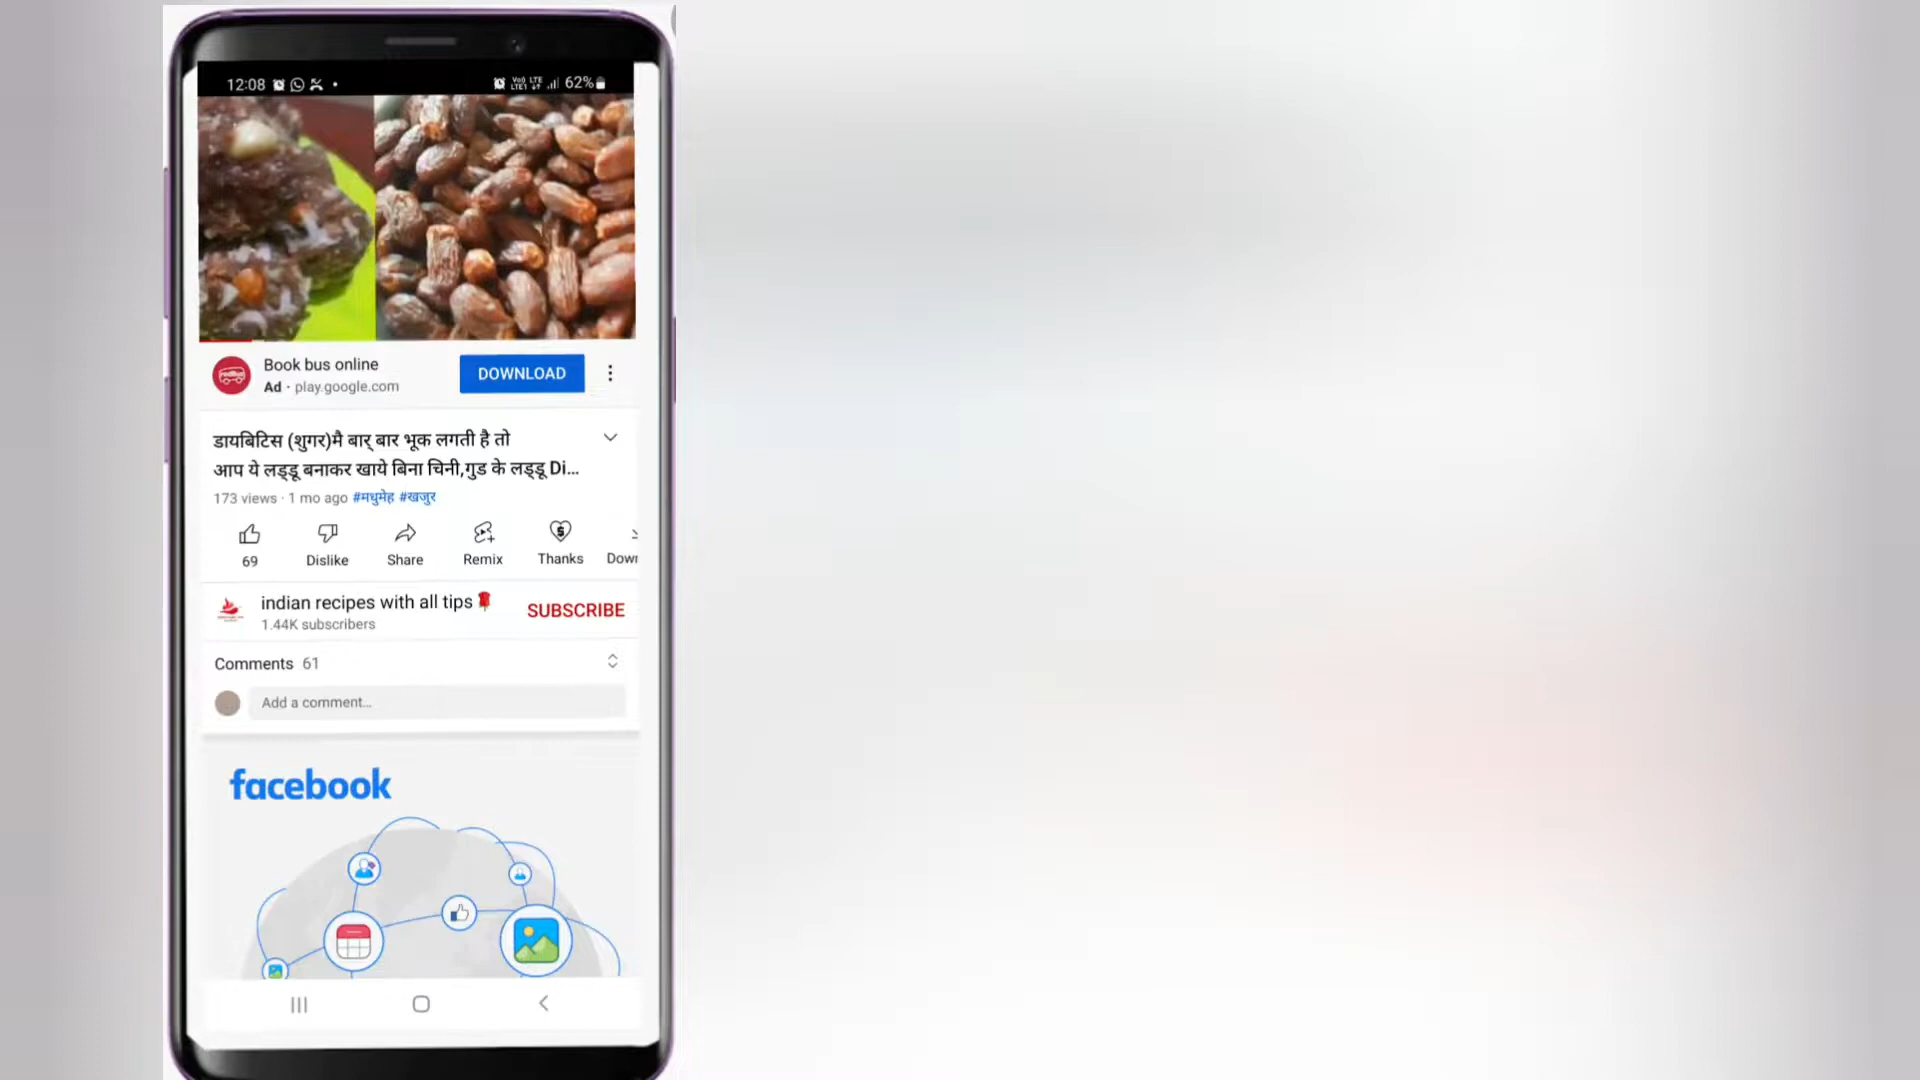 12:08
62%
Book bus online
Ad · play.google.com
DOWNLOAD
डायबिटिस (शुगर)मै बार् बार भूक लगती है तो
आप ये लड्डू बनाकर खाये बिना चिनी,गुड के लड्डू Di...
173 views · 1 mo ago #मधुमेह #खजुर
69
Dislike
Share
Remix
Thanks
Down
indian recipes with all tips
1.44K subscribers
SUBSCRIBE
Comments 61
Add a comment...
facebook